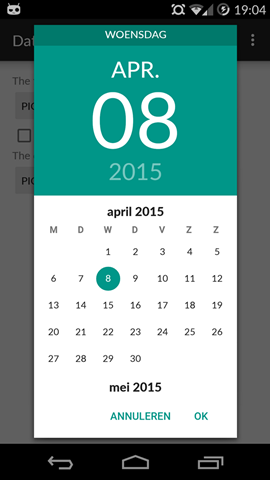 19:04
Dat
WOENSDAG
APR.
08
2015
The
PIC
The
PIC
april 2015
M D W D V Z Z
1 2 3 4 5
6 7 8 9 10 11 12
13 14 15 16 17 18 19
20 21 22 23 24 25 26
27 28 29 30
mei 2015
ANNULEREN OK